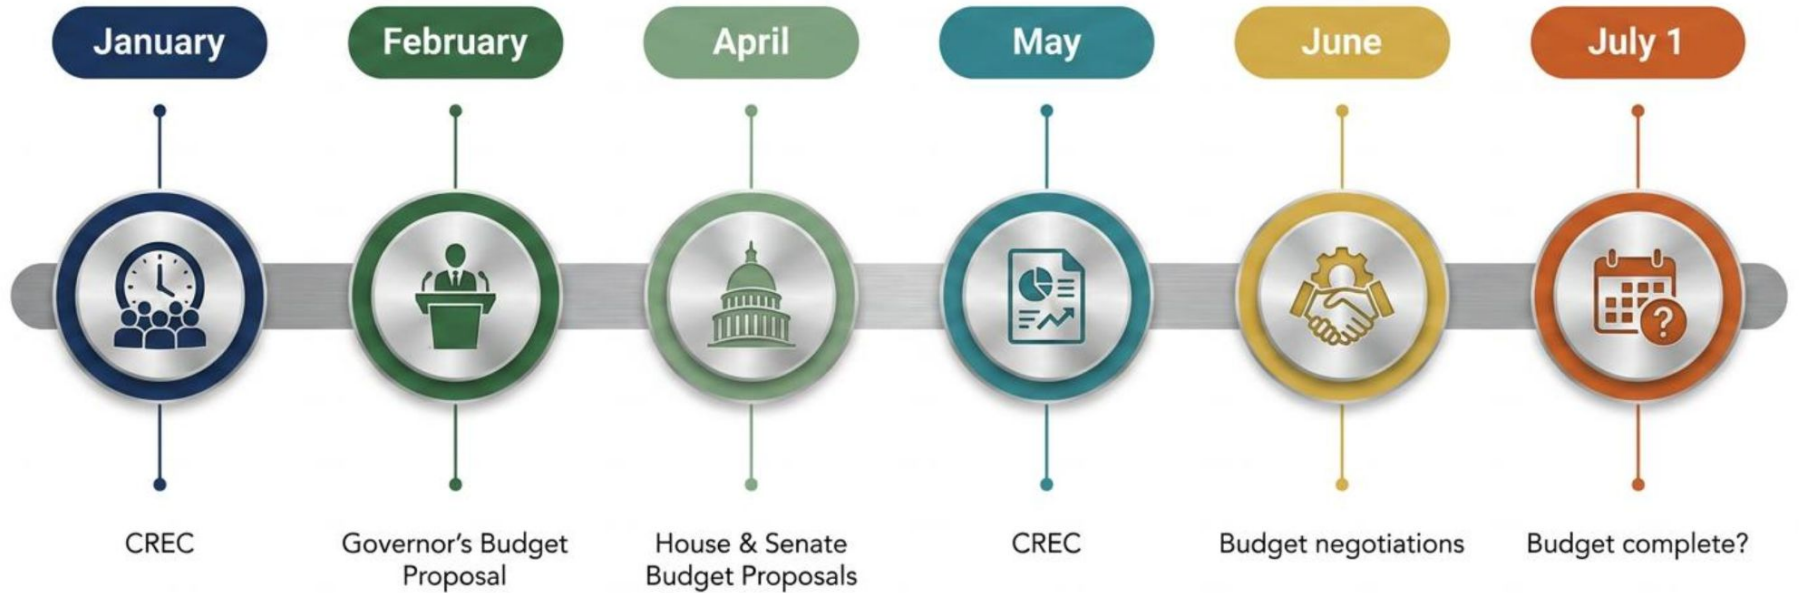 January
February
April
May
June
July 1
?
CREC
Governor’s Budget
Proposal
House & Senate
Budget Proposals
CREC
Budget negotiations
Budget complete?